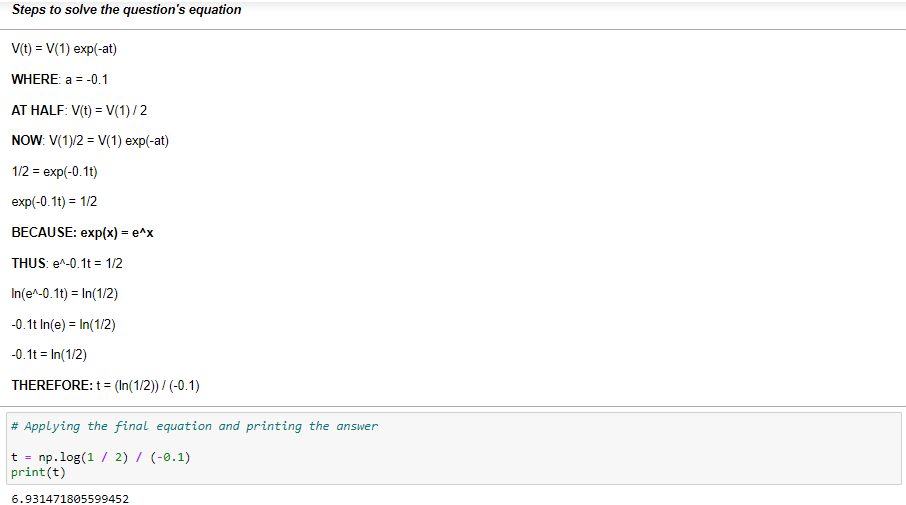 Steps to solve the question's equation
V(t) = V(1) exp(-at)
WHERE: a = -0.1
AT HALF: V(t) = V(1) / 2
NOW: V(1)/2 = V(1) exp(-at)
1/2 = exp(-0.1t)
exp(-0.1t) = 1/2
BECAUSE: exp(x) = e^x
THUS: e^-0.1t = 1/2
ln(e^-0.1t) = ln(1/2)
-0.1t ln(e) = ln(1/2)
-0.1t = ln(1/2)
THEREFORE: t = (ln(1/2)) / (-0.1)
# Applying the final equation and printing the answer
t = np.log(1 / 2) / (-0.1)
print(t)
6.931471805599452